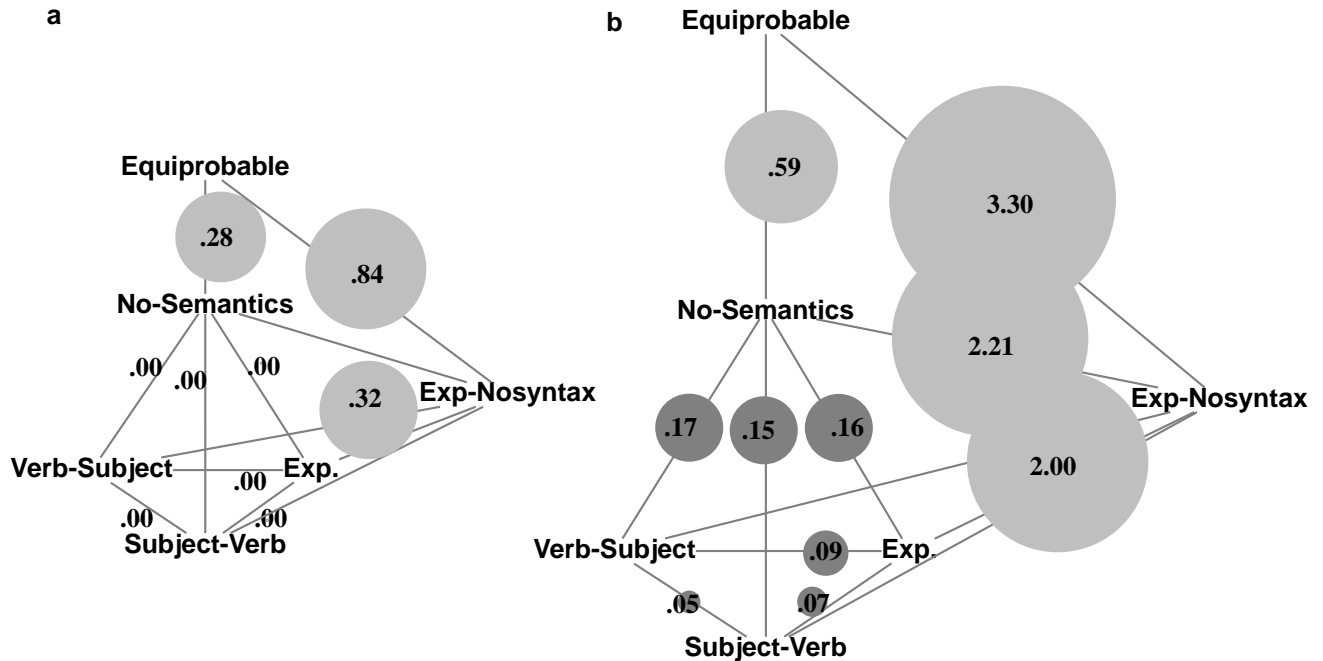 a
Equiprobable
.28
.84
No-Semantics
.00
.00
.00
.32
Exp-Nosyntax
Verb-Subject
Exp.
.00
.00
.00
Subject-Verb
b
Equiprobable
.59
3.30
No-Semantics
2.21
Exp-Nosyntax
.17
.15
.16
2.00
Verb-Subject
.09
Exp.
.05
.07
Subject-Verb